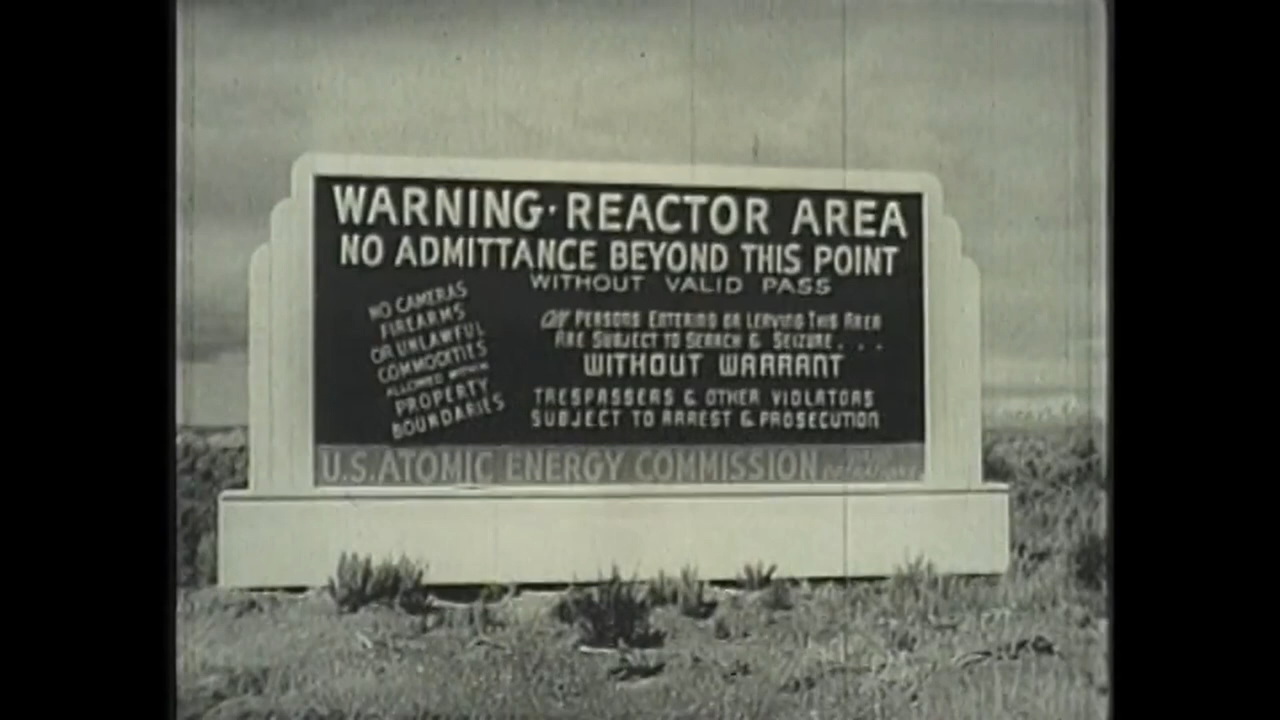 WARNING · REACTOR AREA
NO ADMITTANCE BEYOND THIS POINT
WITHOUT VALID PASS
NO CAMERAS
FIREARMS
OR UNLAWFUL
COMMODITIES
ALLOWED WITHIN
PROPERTY
BOUNDARIES
All PERSONS ENTERING OR LEAVING THIS AREA
ARE SUBJECT TO SEARCH & SEIZURE . . .
WITHOUT WARRANT
TRESPASSERS & OTHER VIOLATORS
SUBJECT TO ARREST & PROSECUTION
U.S. ATOMIC ENERGY COMMISSION